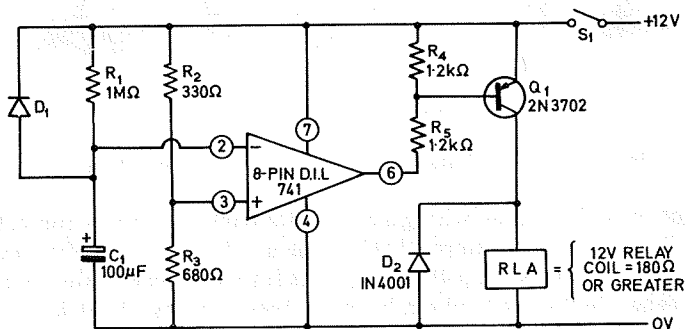 S1
+12V
R1
1MΩ
R2
330Ω
R4
1·2kΩ
Q1
2N3702
D1
7
R5
1·2kΩ
2
−
8-PIN D.I.L
741
6
3
+
4
+
C1
100µF
R3
680Ω
D2
IN4001
RLA
=
12V RELAY
COIL = 180Ω
OR GREATER
0V